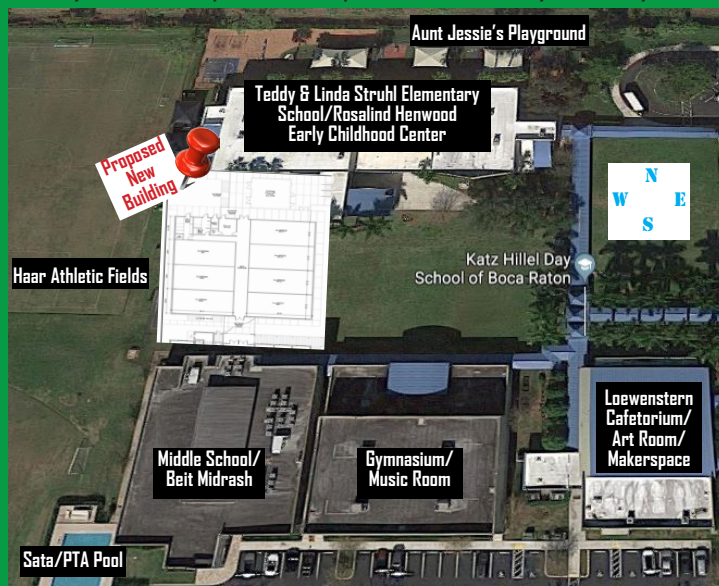 Aunt Jessie's Playground
Teddy & Linda Struhl Elementary
School/Rosalind Henwood
Early Childhood Center
Proposed
New
Building
N
W E
S
Katz Hillel Day
School of Boca Raton
Haar Athletic Fields
Loewenstern
Cafetorium/
Art Room/
Makerspace
Middle School/
Beit Midrash
Gymnasium/
Music Room
Sata/PTA Pool